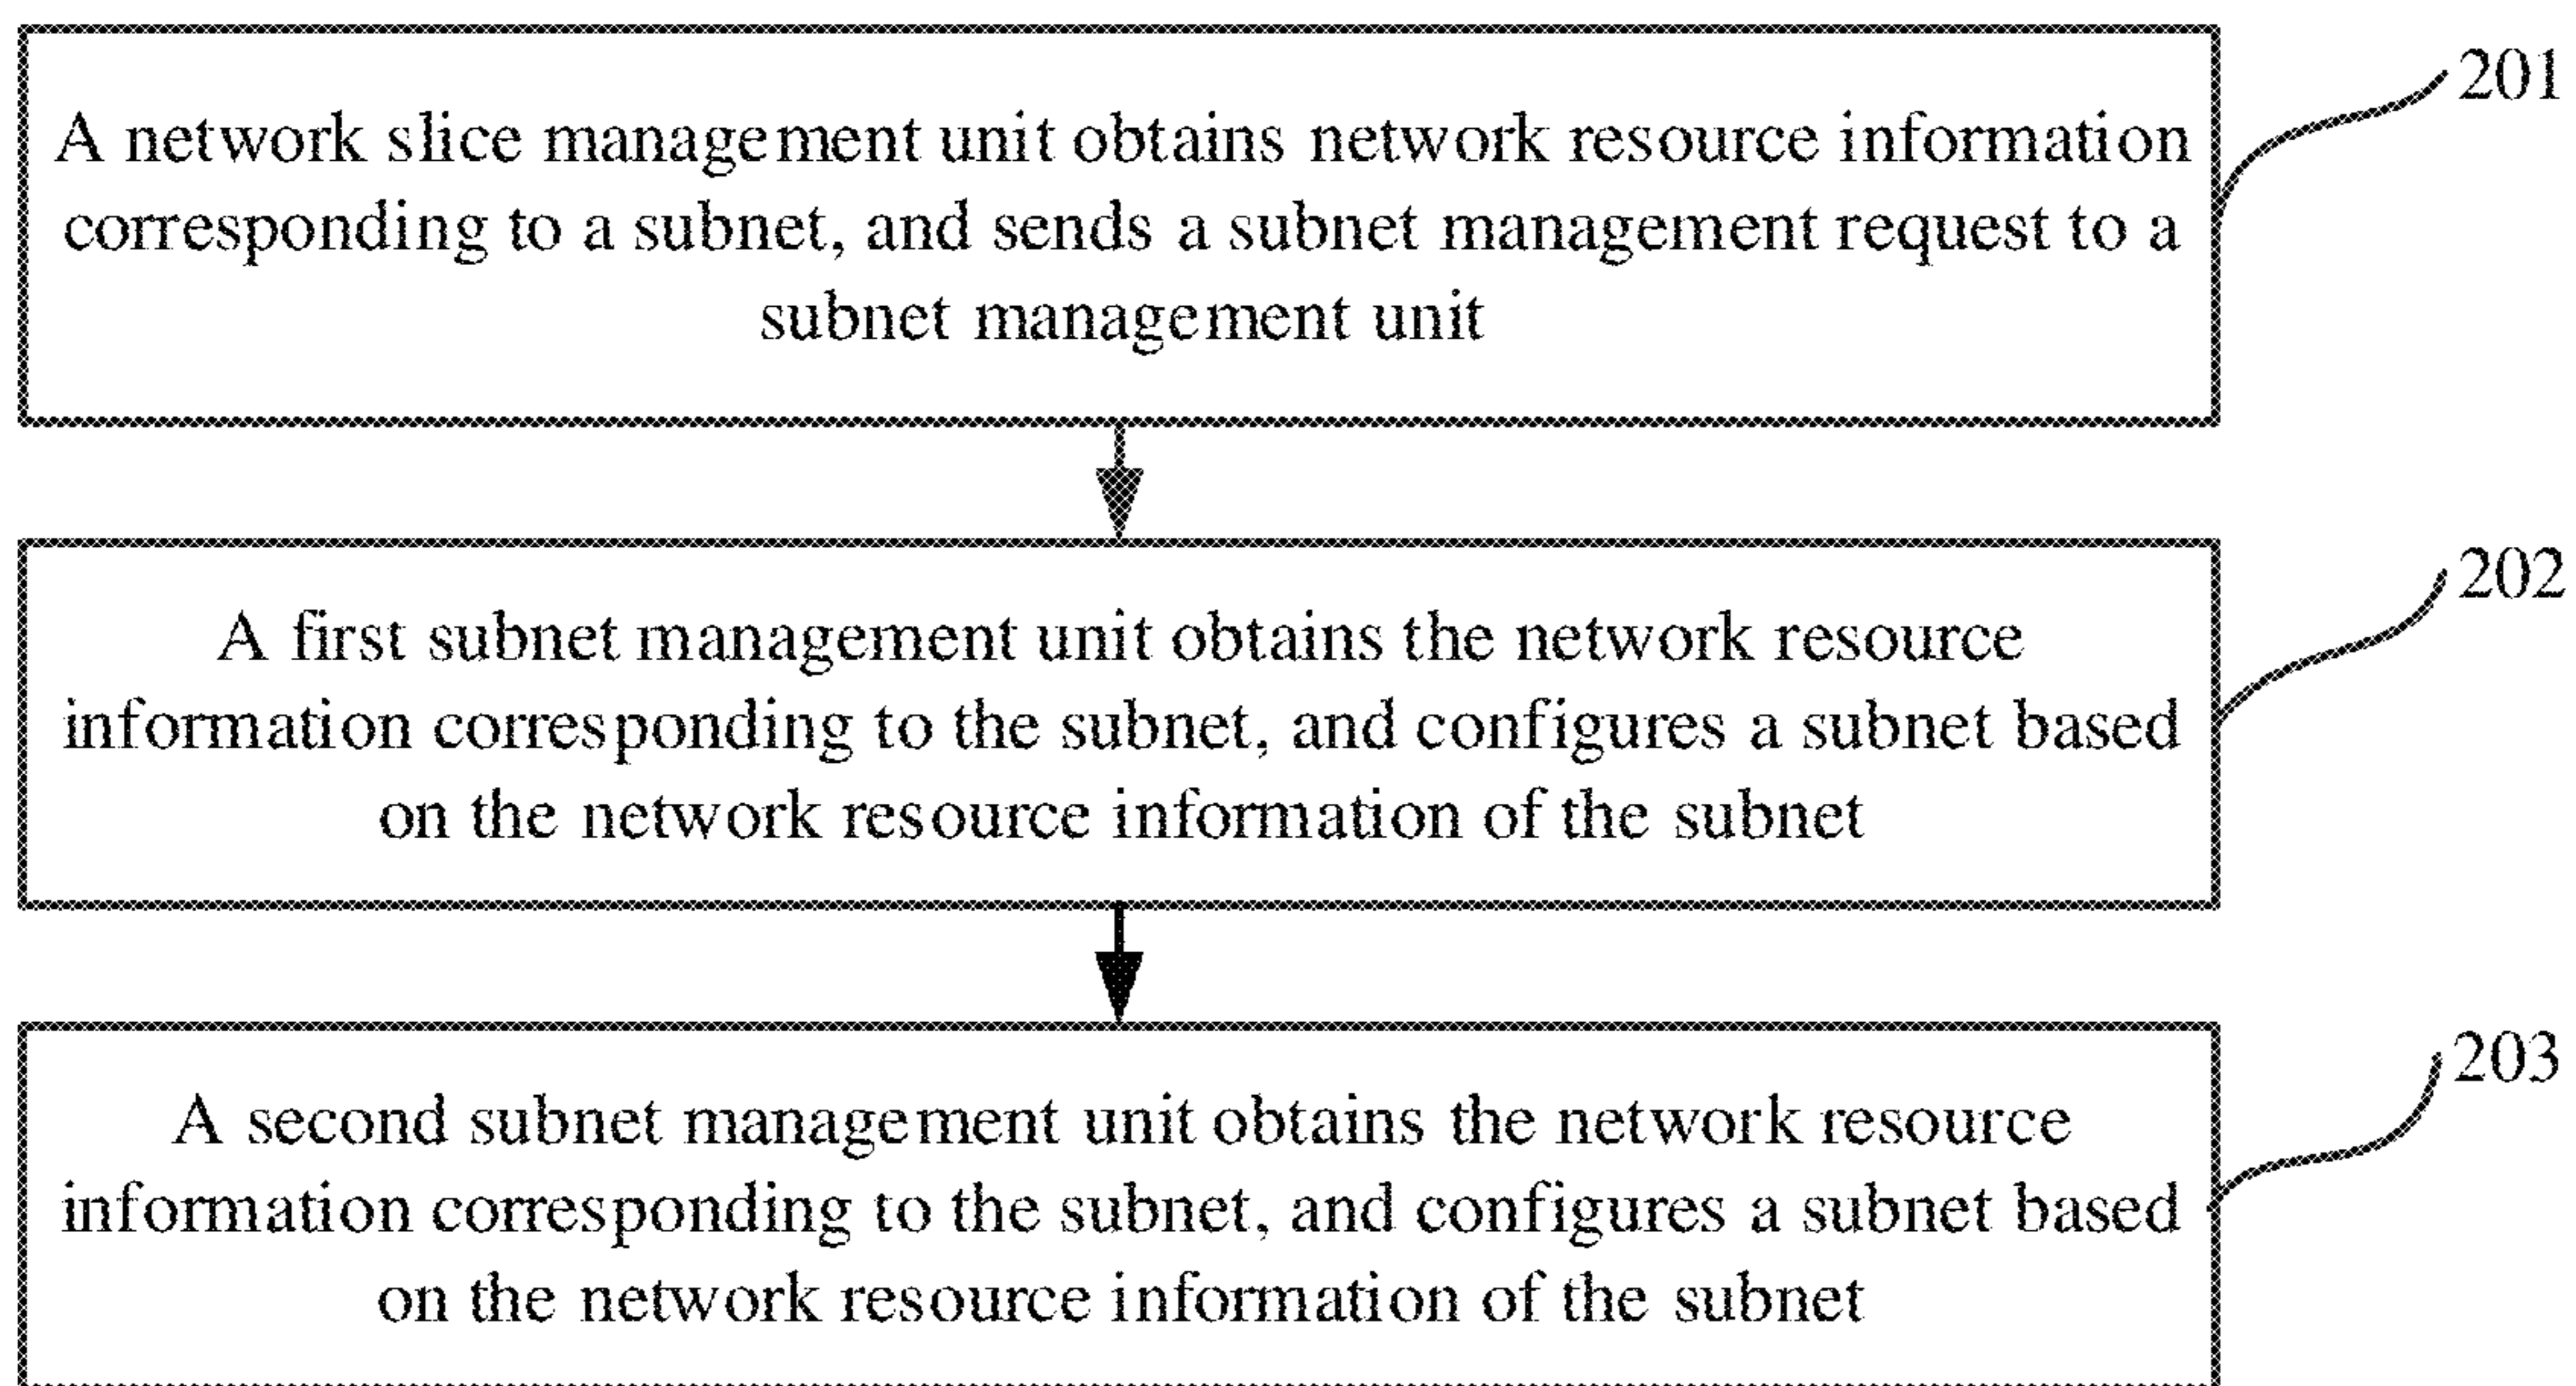 A network slice management unit obtains network resource information
corresponding to a subnet, and sends a subnet management request to a
subnet management unit
201
A first subnet management unit obtains the network resource
information corresponding to the subnet, and configures a subnet based
on the network resource information of the subnet
202
A second subnet management unit obtains the network resource
information corresponding to the subnet, and configures a subnet based
on the network resource information of the subnet
203